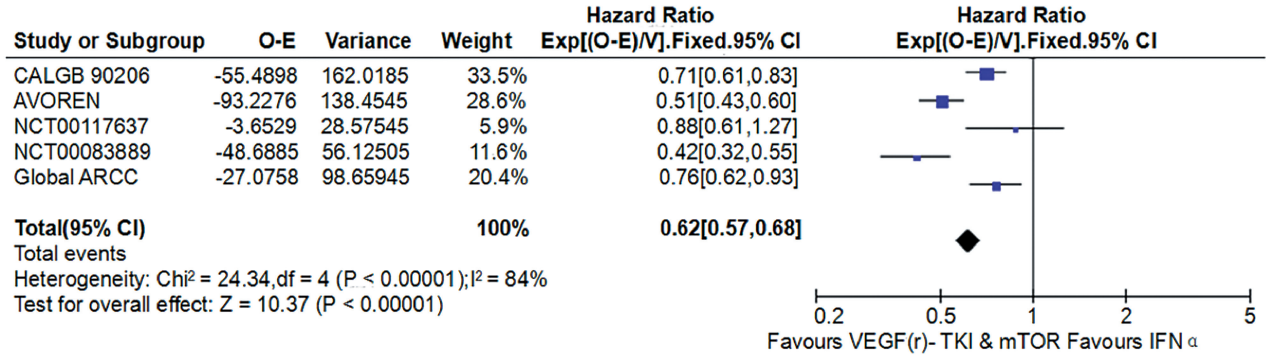 Hazard Ratio Hazard Ratio
Study or Subgroup O-E Variance Weight Exp[(O-E)/V].Fixed.95% CI Exp[(O-E)/V].Fixed.95% CI
CALGB 90206 -55.4898 162.0185 33.5% 0.71[0.61,0.83]
AVOREN -93.2276 138.4545 28.6% 0.51[0.43,0.60]
NCT00117637 -3.6529 28.57545 5.9% 0.88[0.61,1.27]
NCT00083889 -48.6885 56.12505 11.6% 0.42[0.32,0.55]
Global ARCC -27.0758 98.65945 20.4% 0.76[0.62,0.93]
Total(95% CI) 100% 0.62[0.57,0.68]
Total events
Heterogeneity: Chi² = 24.34,df = 4 (P < 0.00001);I² = 84%
Test for overall effect: Z = 10.37 (P < 0.00001)
0.2 0.5 1 2 5
Favours VEGF(r)- TKI & mTOR Favours IFN α